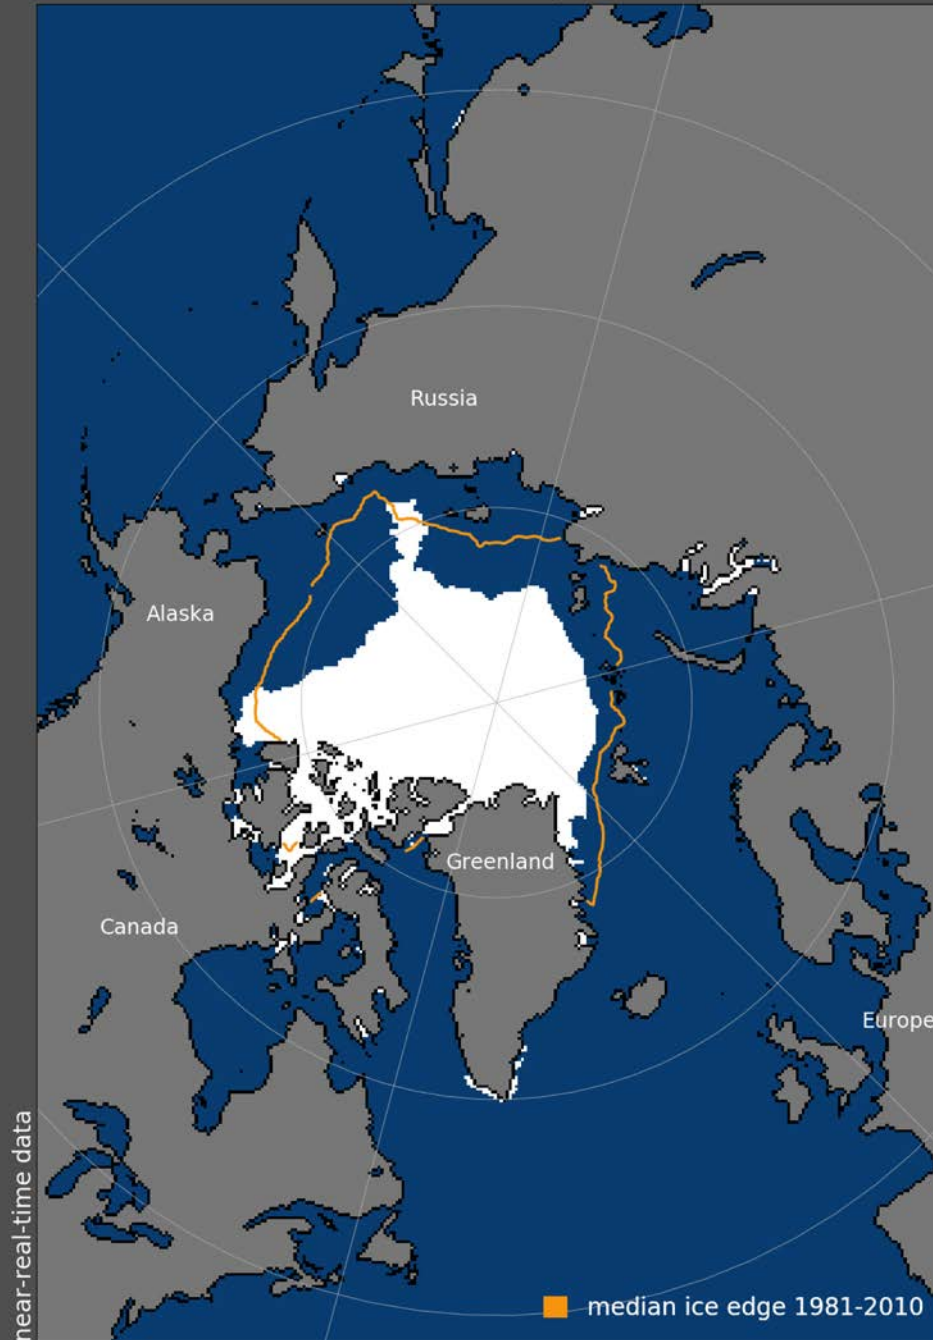 Russia
Alaska
Greenland
Canada
Europe
near-real-time data
median ice edge 1981-2010